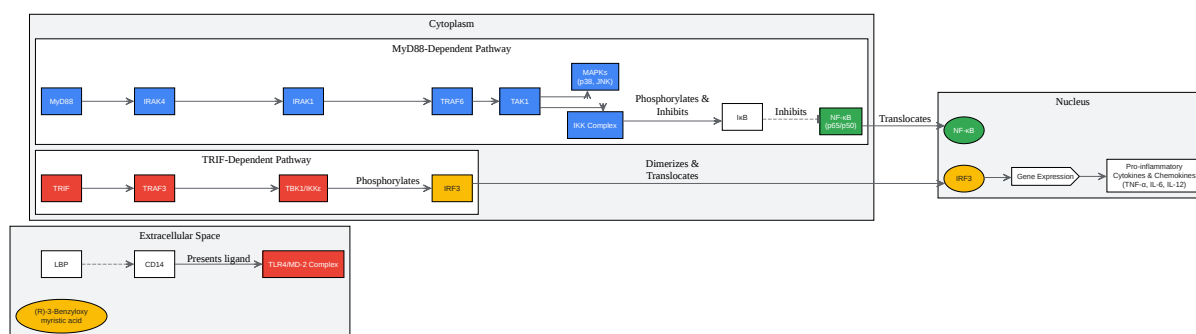 Cytoplasm
MyD88-Dependent Pathway
MyD88
IRAK4
IRAK1
TRAF6
TAK1
MAPKs
(p38, JNK)
IKK Complex
Phosphorylates &
Inhibits
IκB
Inhibits
NF-κB
(p65/p50)
Translocates
TRIF-Dependent Pathway
TRIF
TRAF3
TBK1/IKKε
Phosphorylates
IRF3
Dimerizes &
Translocates
Nucleus
NF-κB
IRF3
Gene Expression
Pro-inflammatory
Cytokines & Chemokines
(TNF-α, IL-6, IL-12)
Extracellular Space
LBP
CD14
Presents ligand
TLR4/MD-2 Complex
(R)-3-Benzyloxy
myristic acid